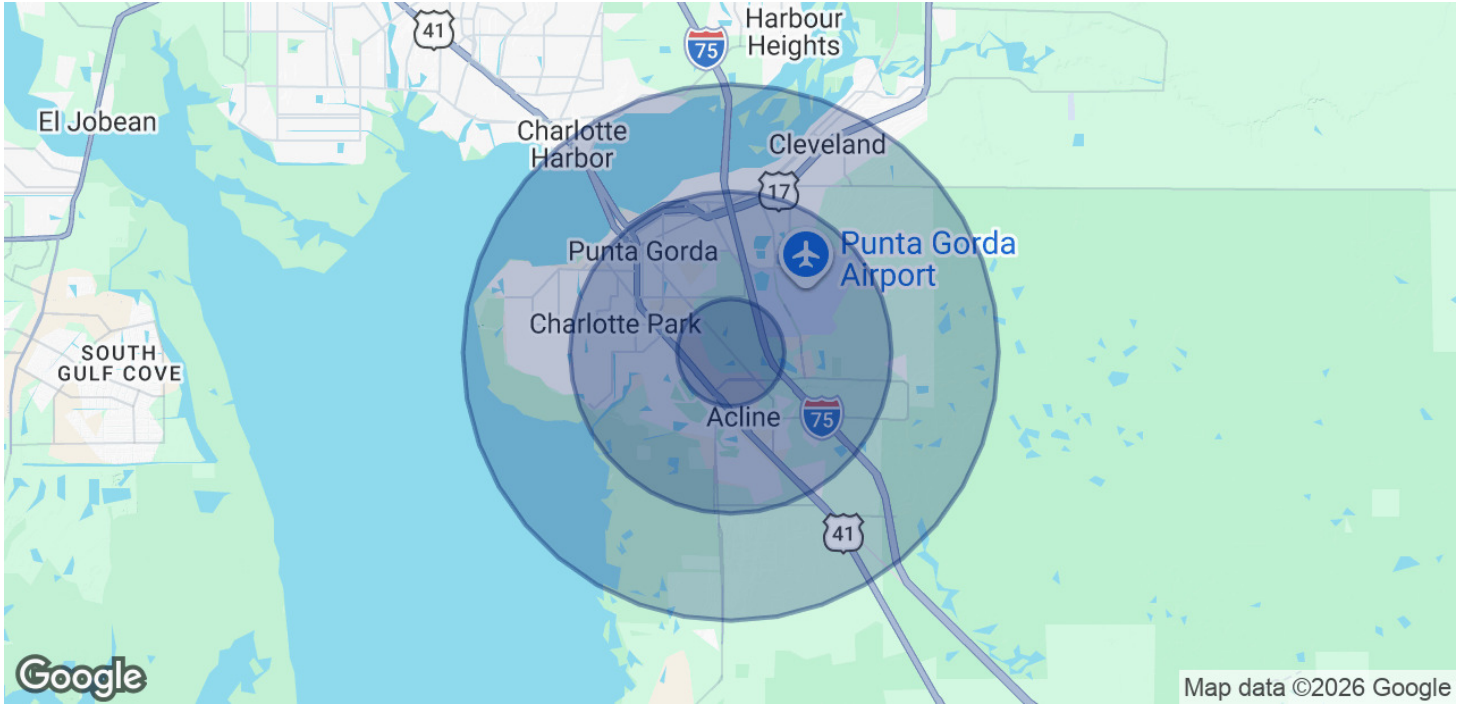 41
Harbour
Heights
75
El Jobean
Charlotte
Harbor
Cleveland
17
Punta Gorda
Punta Gorda
Airport
Charlotte Park
SOUTH
GULF COVE
Acline
75
41
Google
Map data ©2026 Google